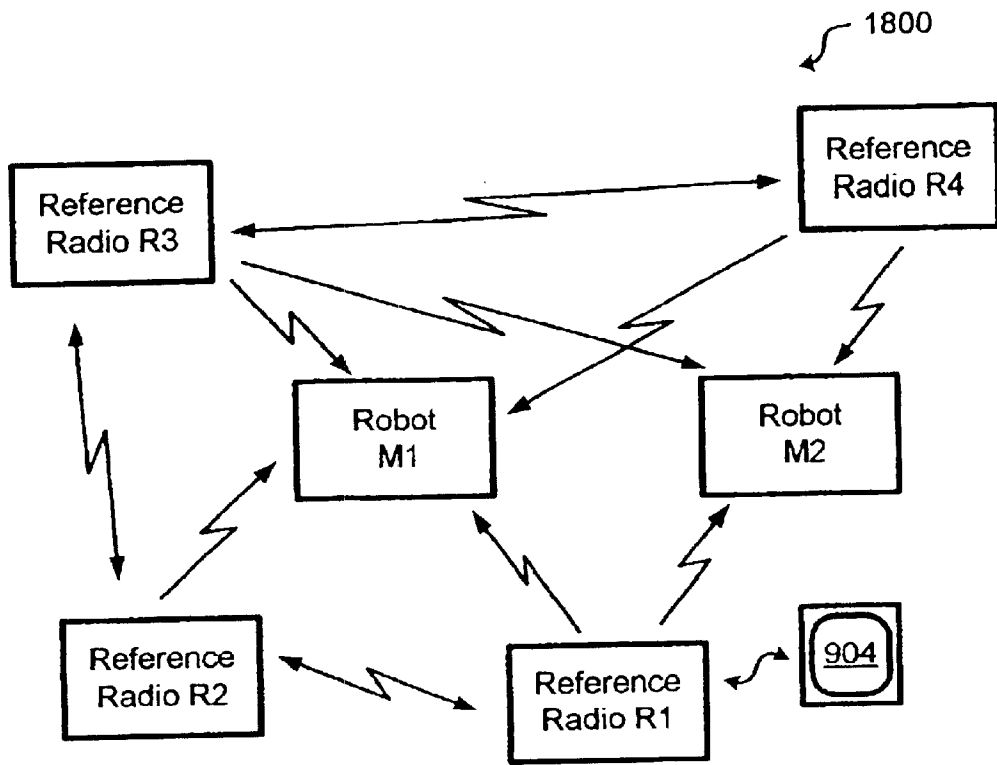 1800
Reference
Radio R4
Reference
Radio R3
Robot
M1
Robot
M2
Reference
Radio R2
Reference
Radio R1
904